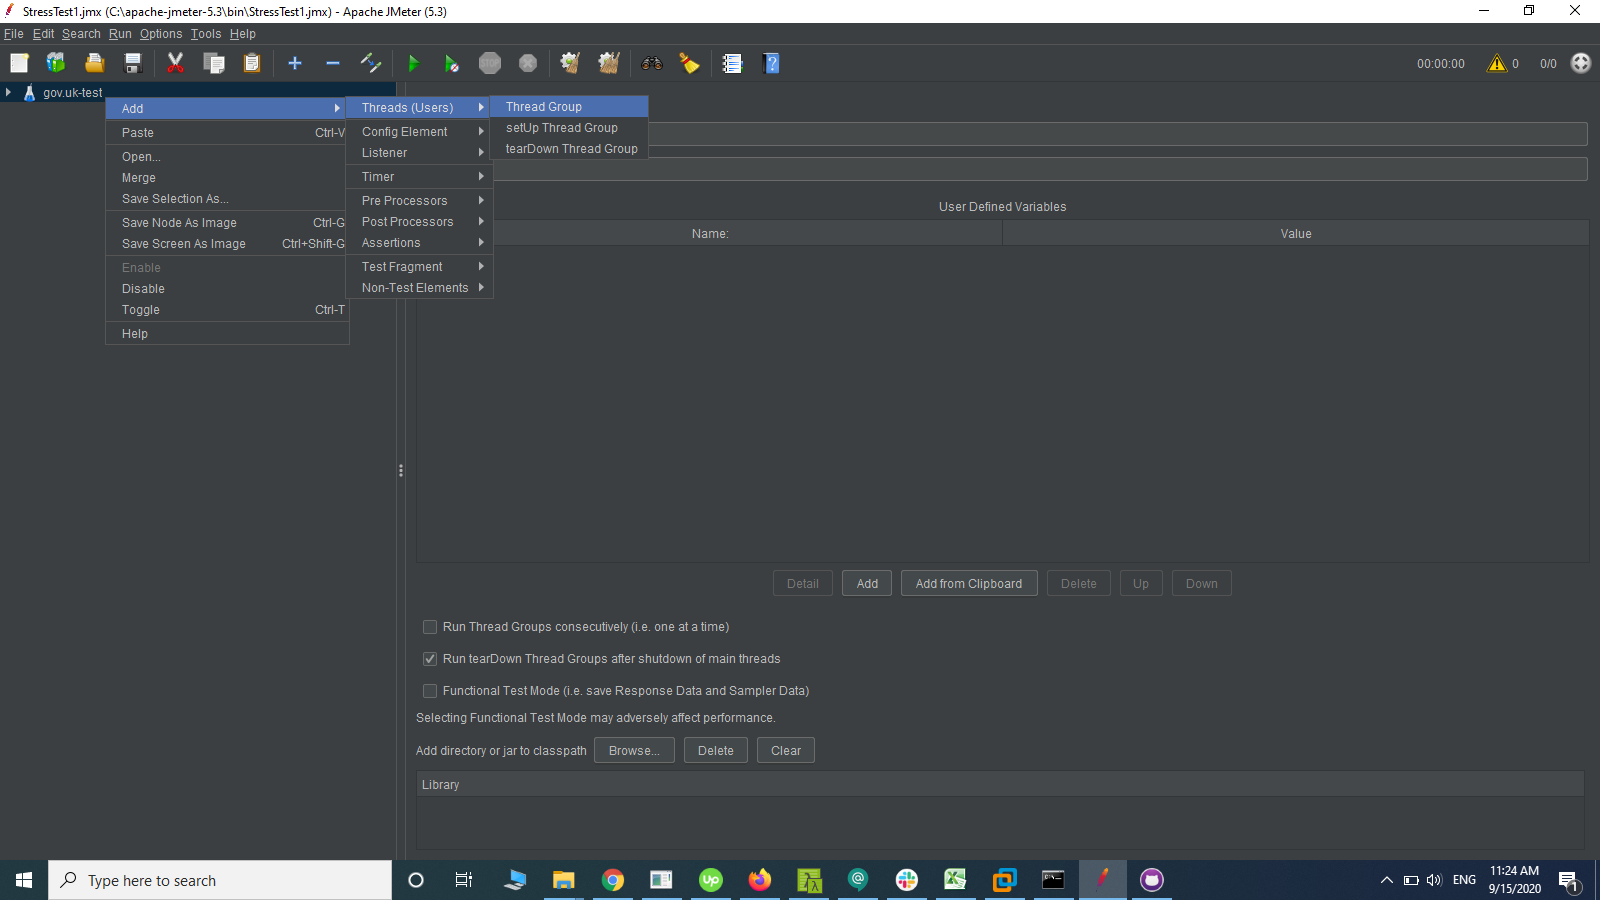 StressTest1.jmx (C:\apache-jmeter-5.3\bin\StressTest1.jmx) - Apache JMeter (5.3)
File Edit Search Run Options Tools Help
STOP 00:00:00 0 0/0
gov.uk-test
Add
Paste Ctrl-V
Open...
Merge
Save Selection As...
Save Node As Image Ctrl-G
Save Screen As Image Ctrl+Shift-G
Enable
Disable
Toggle Ctrl-T
Help
Threads (Users)
Config Element
Listener
Timer
Pre Processors
Post Processors
Assertions
Test Fragment
Non-Test Elements
Thread Group
setUp Thread Group
tearDown Thread Group
User Defined Variables
Name: Value
Detail Add Add from Clipboard Delete Up Down
Run Thread Groups consecutively (i.e. one at a time)
Run tearDown Thread Groups after shutdown of main threads
Functional Test Mode (i.e. save Response Data and Sampler Data)
Selecting Functional Test Mode may adversely affect performance.
Add directory or jar to classpath Browse... Delete Clear
Library
Type here to search
up
ENG
11:24 AM
9/15/2020
1